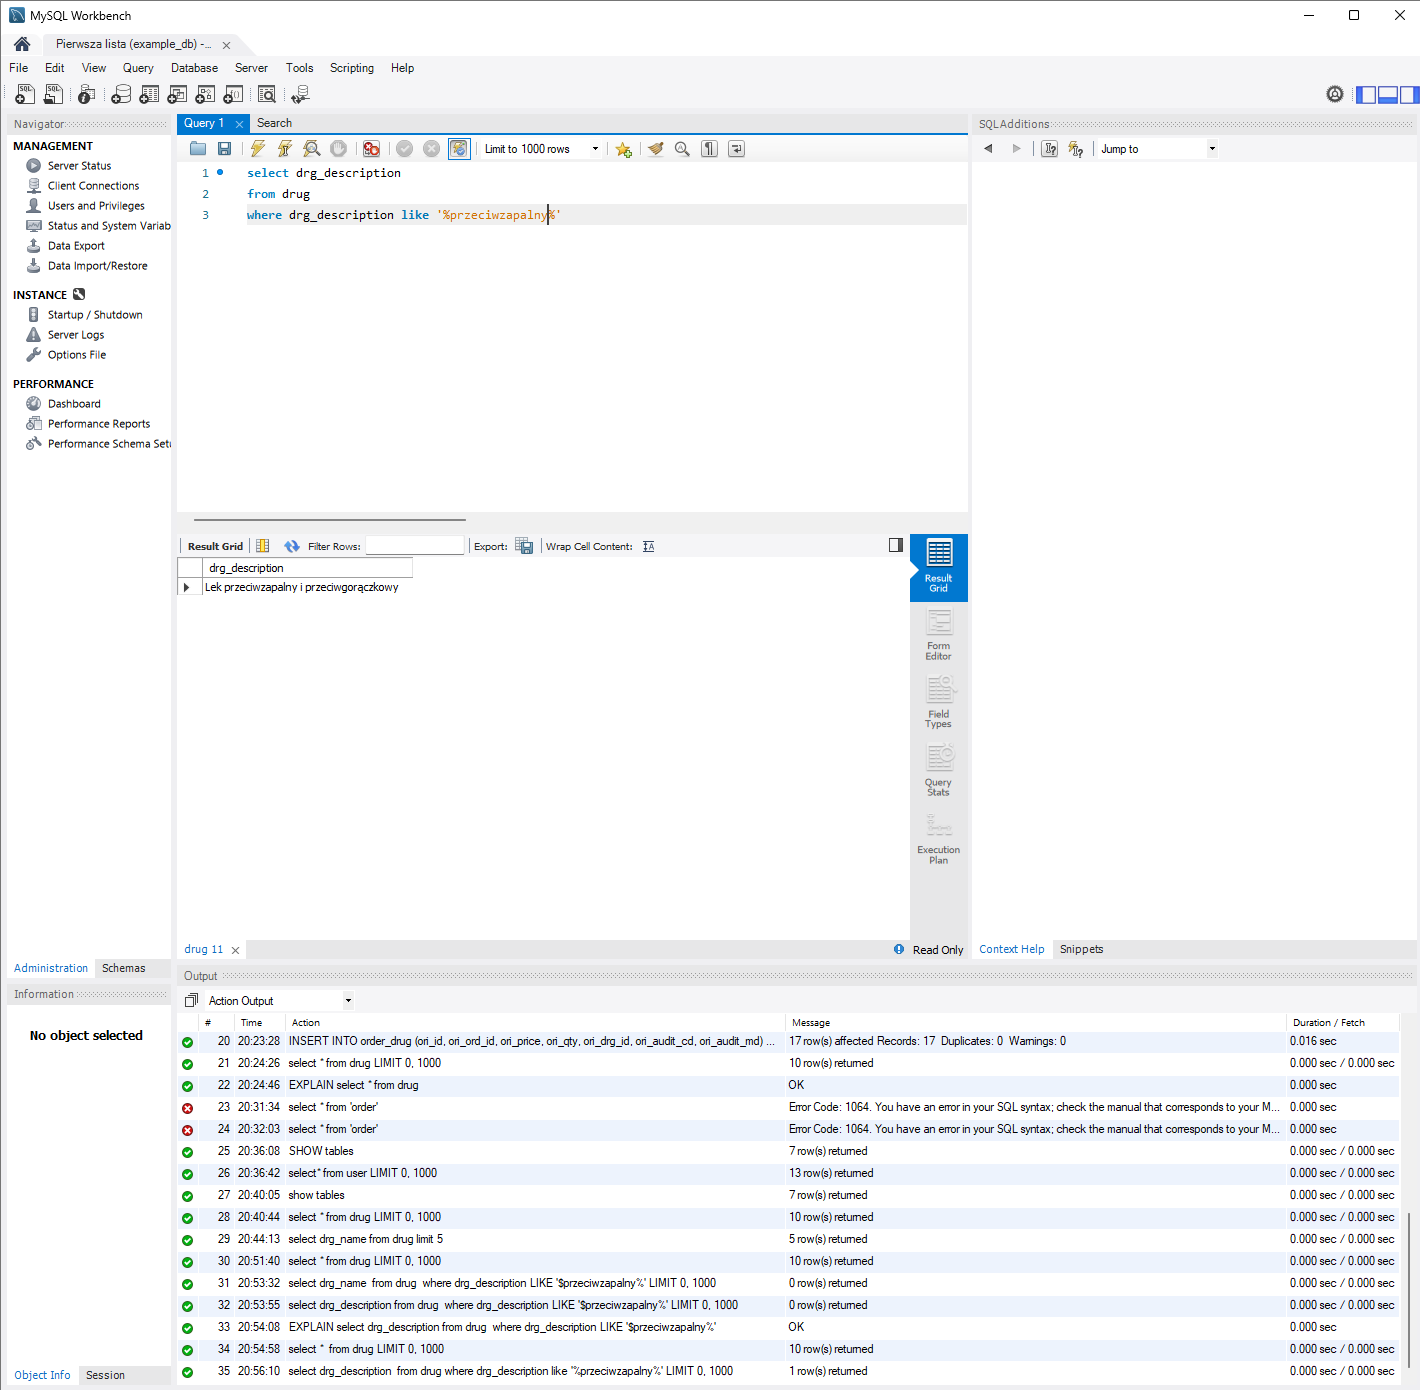 MySQL Workbench
Pierwsza lista (example_db) -...
File Edit View Query Database Server Tools Scripting Help
Navigator
MANAGEMENT
Server Status
Client Connections
Users and Privileges
Status and System Variab
Data Export
Data Import/Restore
INSTANCE
Startup / Shutdown
Server Logs
Options File
PERFORMANCE
Dashboard
Performance Reports
Performance Schema Setu
Administration Schemas
Information
No object selected
Object Info Session
Query 1 Search
Limit to 1000 rows
1 select drg_description
2 from drug
3 where drg_description like '%przeciwzapalny%'
Result Grid Filter Rows: Export: Wrap Cell Content:
drg_description
Lek przeciwzapalny i przeciwgorączkowy
Result Grid
Form Editor
Field Types
Query Stats
Execution Plan
drug 11 Read Only
SQLAdditions
Jump to
Context Help Snippets
Output
Action Output
# Time Action Message Duration / Fetch
20 20:23:28 INSERT INTO order_drug (ori_id, ori_ord_id, ori_price, ori_qty, ori_drg_id, ori_audit_cd, ori_audit_md) ... 17 row(s) affected Records: 17 Duplicates: 0 Warnings: 0 0.016 sec
21 20:24:26 select * from drug LIMIT 0, 1000 10 row(s) returned 0.000 sec / 0.000 sec
22 20:24:46 EXPLAIN select * from drug OK 0.000 sec
23 20:31:34 select * from 'order' Error Code: 1064. You have an error in your SQL syntax; check the manual that corresponds to your M... 0.000 sec
24 20:32:03 select * from 'order' Error Code: 1064. You have an error in your SQL syntax; check the manual that corresponds to your M... 0.000 sec
25 20:36:08 SHOW tables 7 row(s) returned 0.000 sec / 0.000 sec
26 20:36:42 select* from user LIMIT 0, 1000 13 row(s) returned 0.000 sec / 0.000 sec
27 20:40:05 show tables 7 row(s) returned 0.000 sec / 0.000 sec
28 20:40:44 select * from drug LIMIT 0, 1000 10 row(s) returned 0.000 sec / 0.000 sec
29 20:44:13 select drg_name from drug limit 5 5 row(s) returned 0.000 sec / 0.000 sec
30 20:51:40 select * from drug LIMIT 0, 1000 10 row(s) returned 0.000 sec / 0.000 sec
31 20:53:32 select drg_name from drug where drg_description LIKE '$przeciwzapalny%' LIMIT 0, 1000 0 row(s) returned 0.000 sec / 0.000 sec
32 20:53:55 select drg_description from drug where drg_description LIKE '$przeciwzapalny%' LIMIT 0, 1000 0 row(s) returned 0.000 sec / 0.000 sec
33 20:54:08 EXPLAIN select drg_description from drug where drg_description LIKE '$przeciwzapalny%' OK 0.000 sec
34 20:54:58 select * from drug LIMIT 0, 1000 10 row(s) returned 0.000 sec / 0.000 sec
35 20:56:10 select drg_description from drug where drg_description like '%przeciwzapalny%' LIMIT 0, 1000 1 row(s) returned 0.000 sec / 0.000 sec